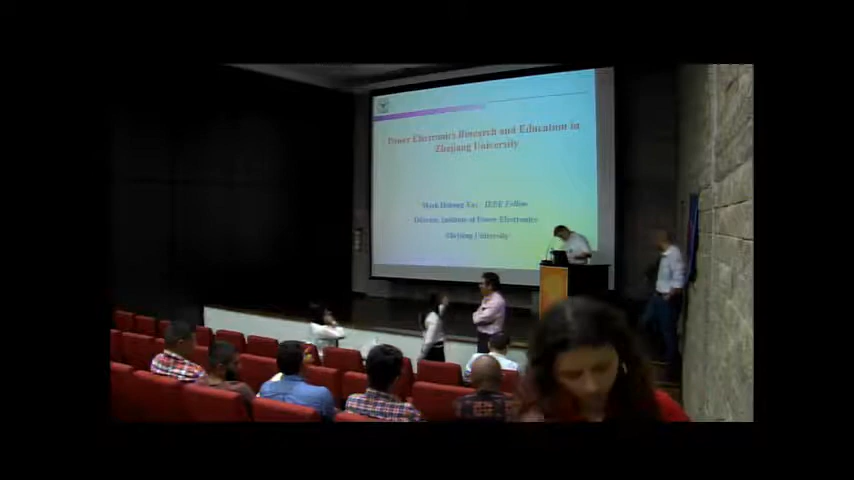 Power Electronics Research and Education in
Zhejiang University
IEEE Fellow
Director, Institute of Power Electronics
Zhejiang University